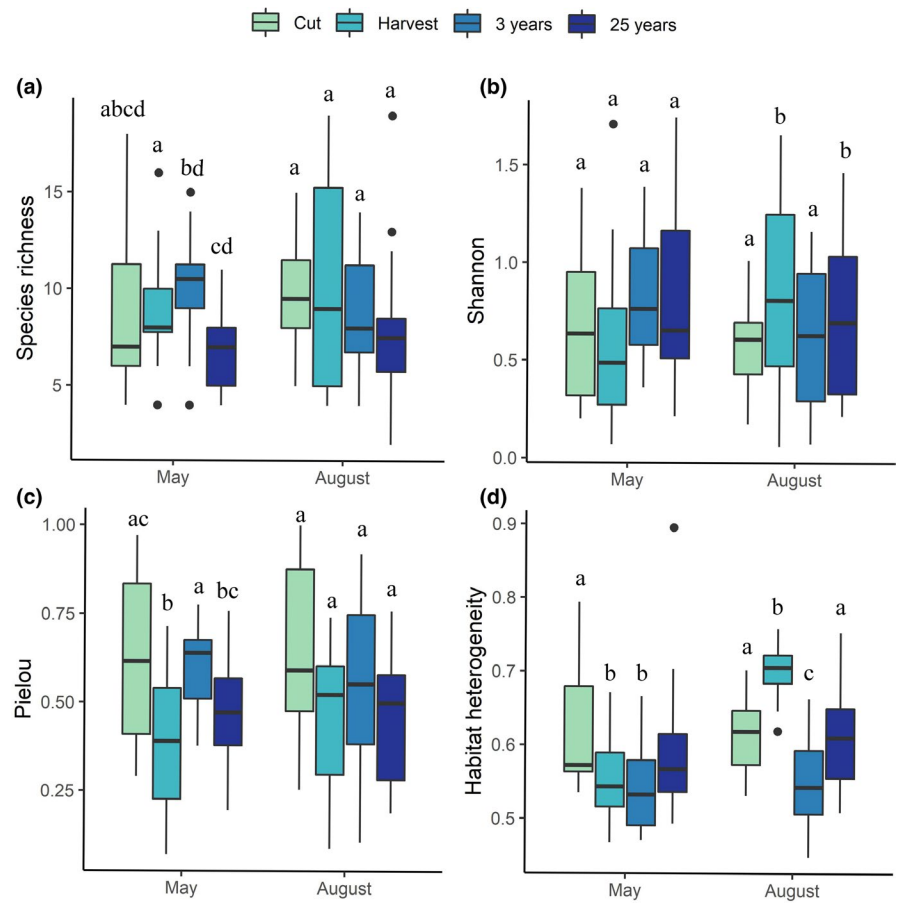 Cut Harvest 3 years 25 years
(a)
Species richness
15
10
5
abcd a bd cd a a a a
May August
(b)
Shannon
1.5
1.0
0.5
0.0
a a a a a b a b
May August
(c)
Pielou
1.00
0.75
0.50
0.25
ac b a bc a a a a
May August
(d)
Habitat heterogeneity
0.9
0.8
0.7
0.6
0.5
a b b a b c a
May August